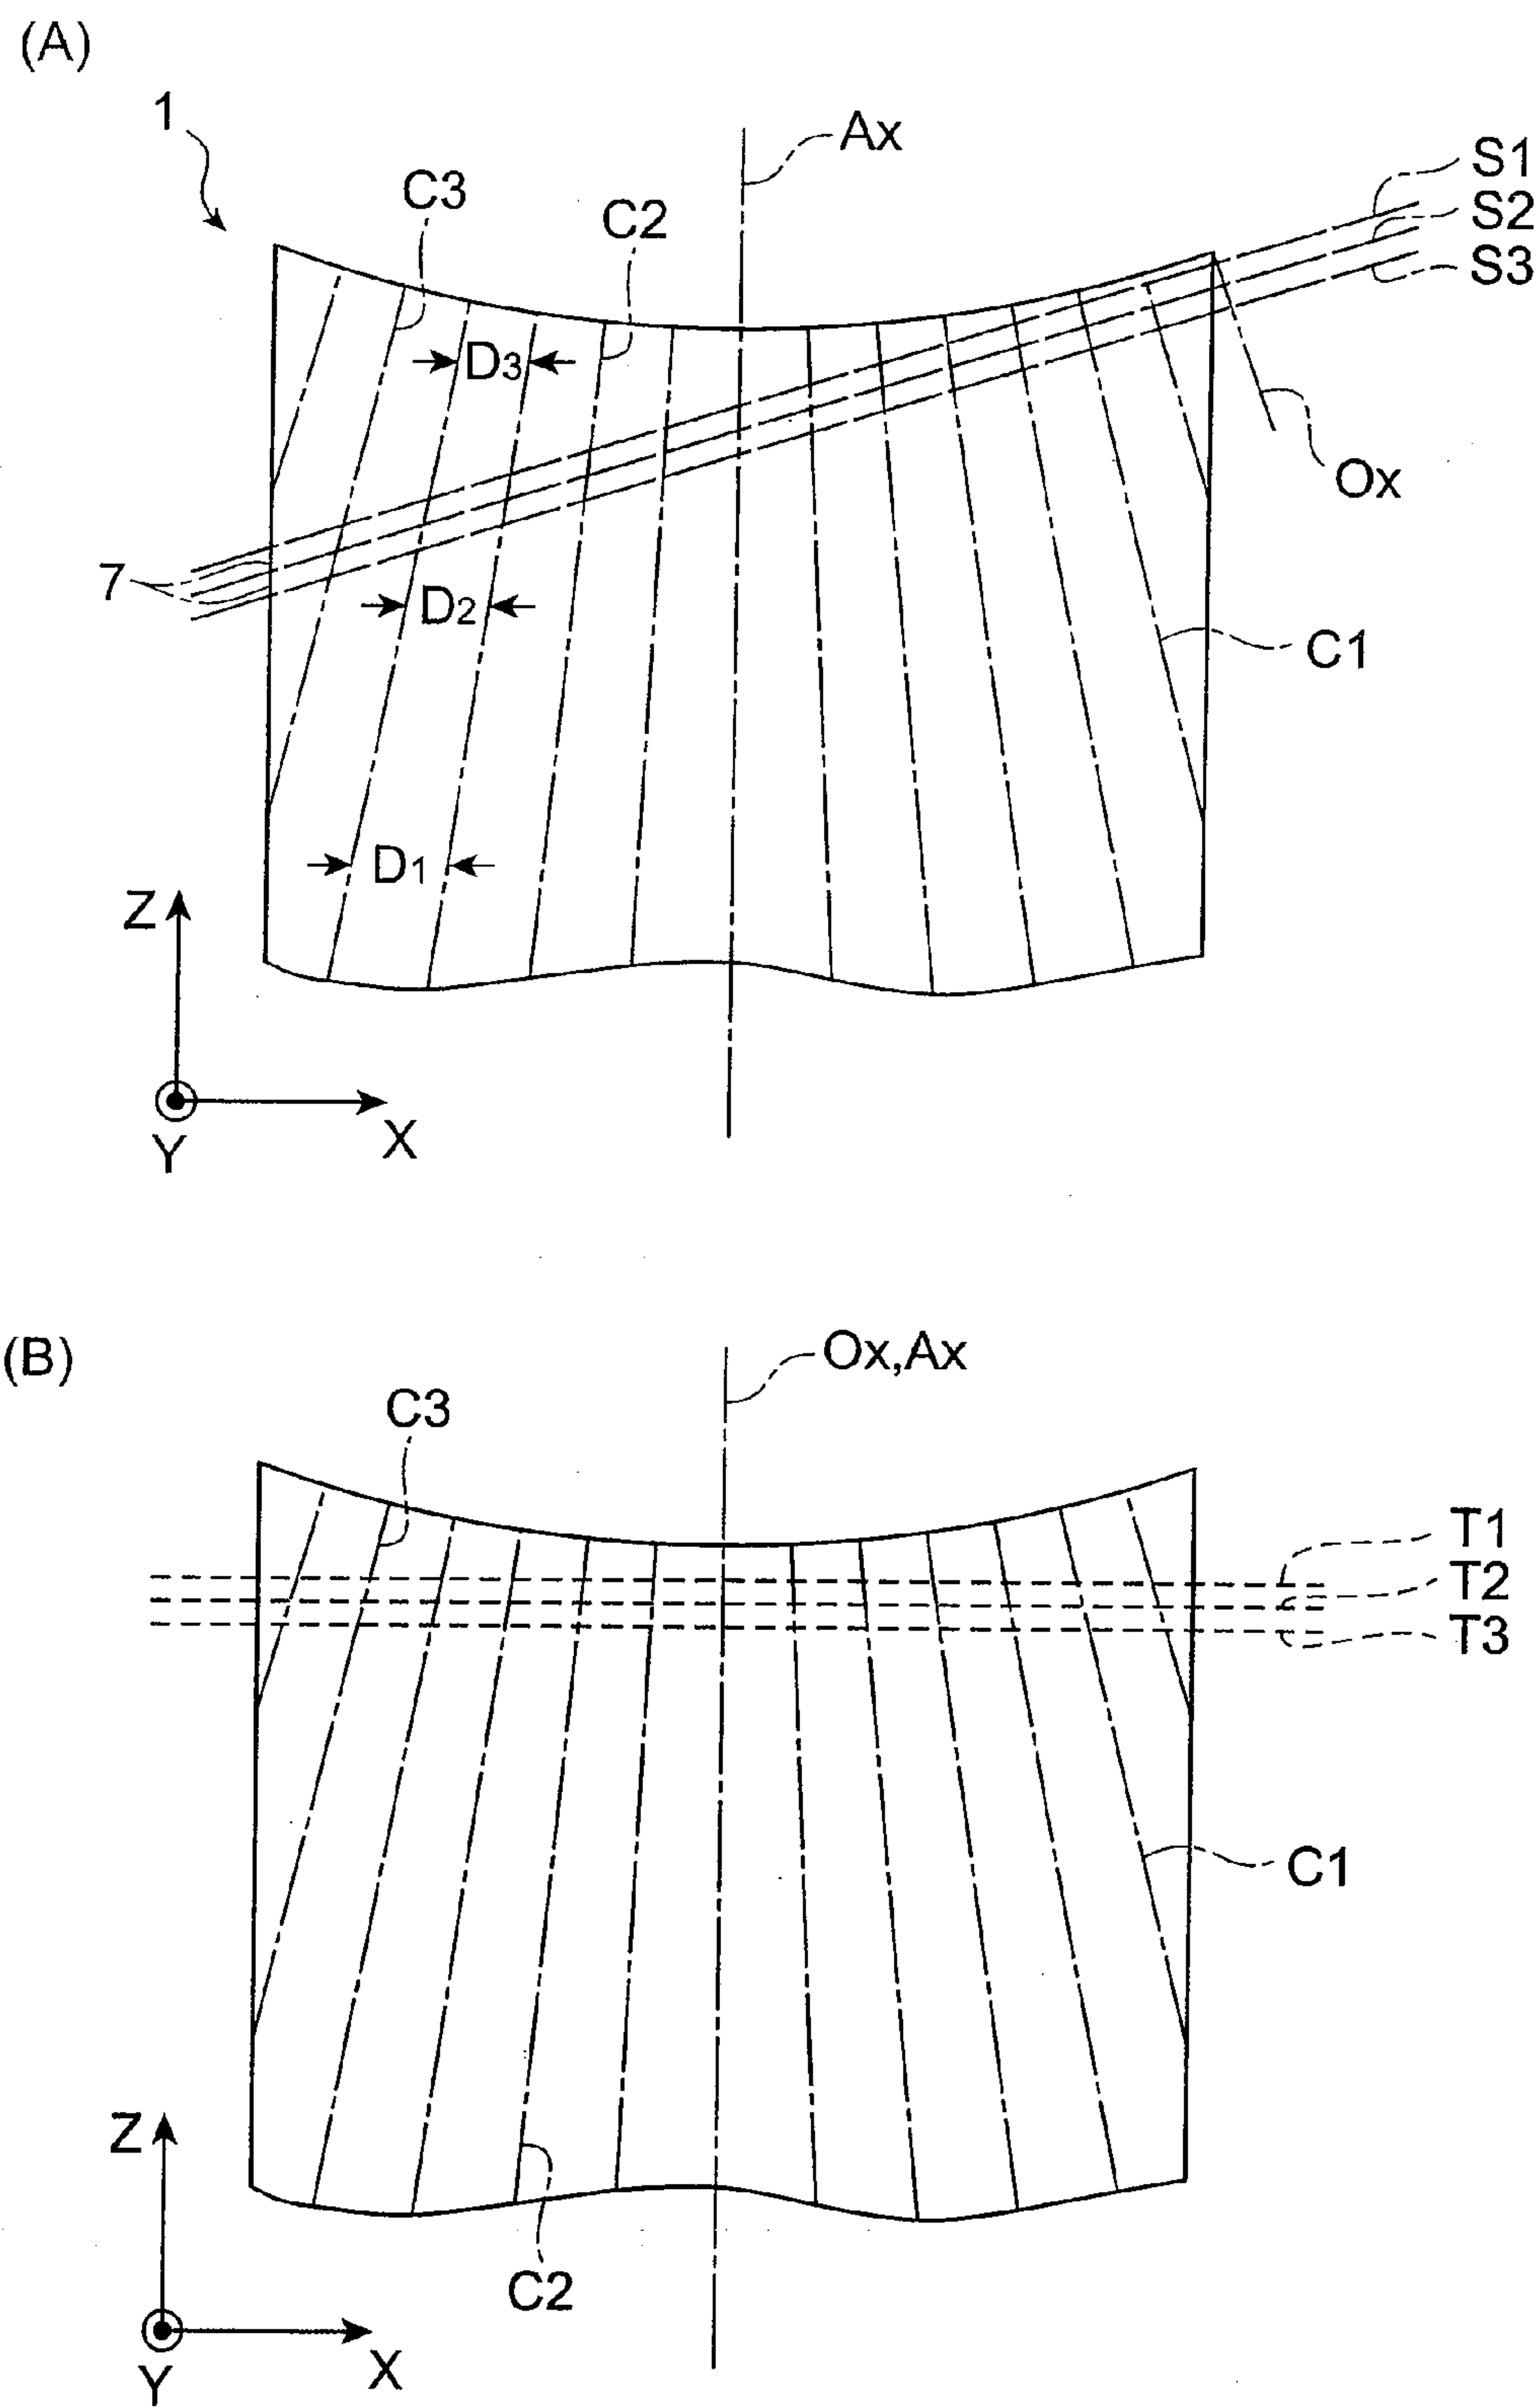 (A)
1
Ax
C3
C2
S1
S2
S3
D3
Ox
7
D2
C1
D1
Z
X
Y
(B)
Ox,Ax
C3
T1
T2
T3
C1
Z
C2
X
Y